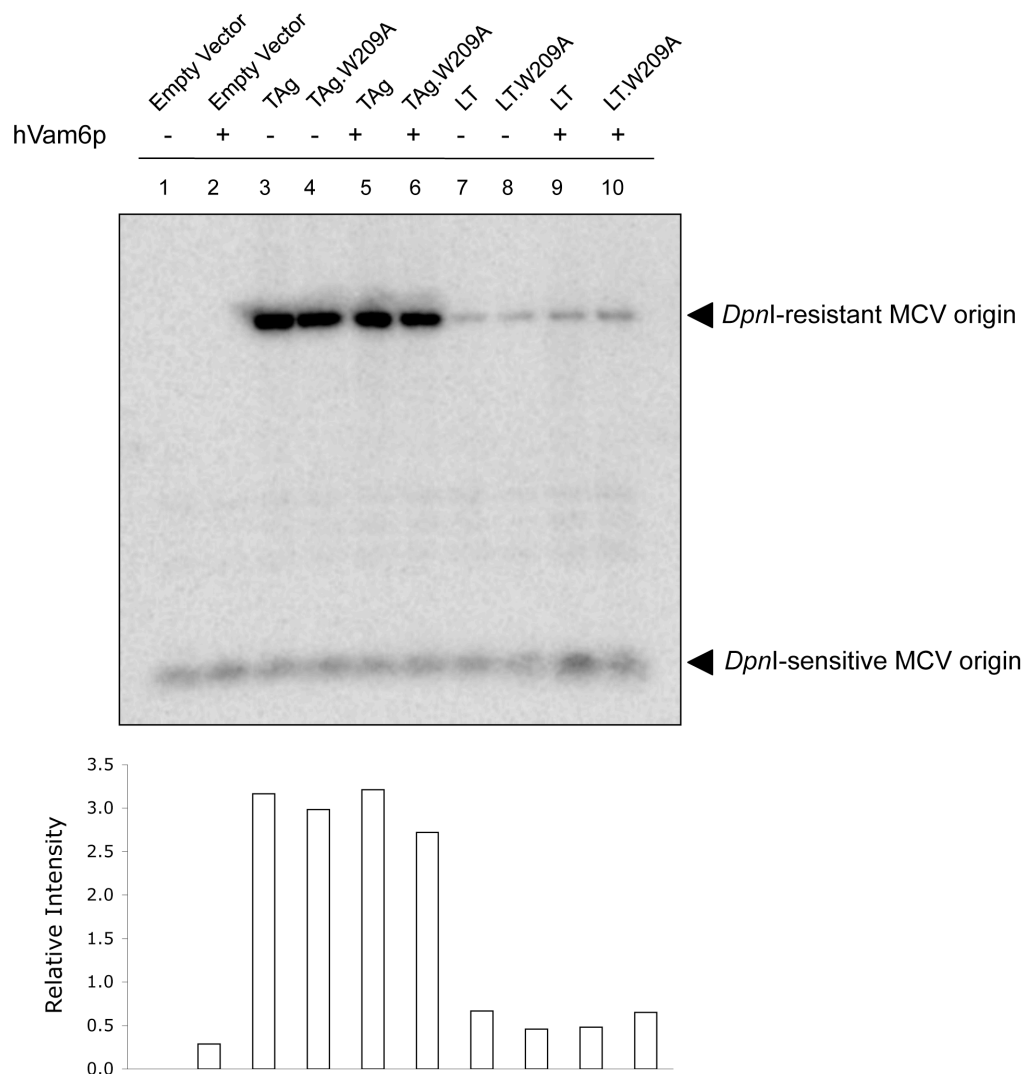 Empty Vector Empty Vector TAg TAg.W209A TAg TAg.W209A LT LT.W209A LT LT.W209A
hVam6p - + - - + + - - + +
1 2 3 4 5 6 7 8 9 10
DpnI-resistant MCV origin
DpnI-sensitive MCV origin
3.5
3.0
2.5
2.0
1.5
1.0
0.5
0.0
Relative Intensity